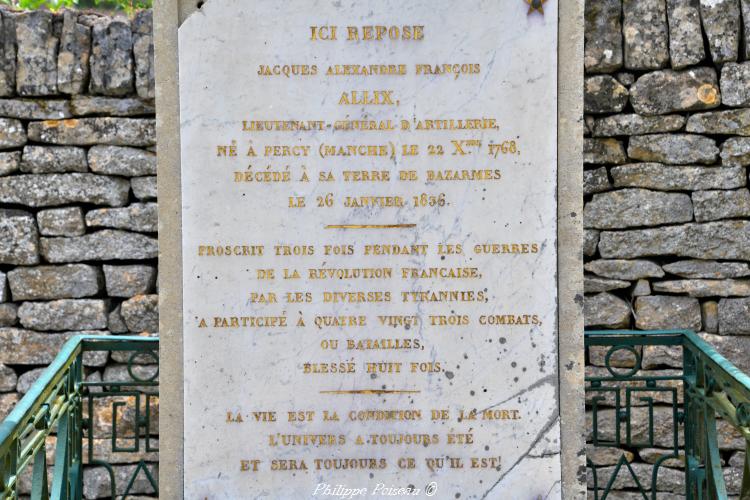 ICI REPOSE
JACQUES ALEXANDRE FRANÇOIS
ALLIX,
LIEUTENANT-GÉNÉRAL D'ARTILLERIE,
NÉ À PERCY (MANCHE) LE 22 Xbre 1768,
DÉCÉDÉ À SA TERRE DE BAZARMES
LE 26 JANVIER 1836.
PROSCRIT TROIS FOIS PENDANT LES GUERRES
DE LA RÉVOLUTION FRANÇAISE,
PAR LES DIVERSES TYRANNIES,
A PARTICIPÉ À QUATRE VINGT TROIS COMBATS,
OU BATAILLES,
BLESSÉ HUIT FOIS.
LA VIE EST LA CONDITION DE LA MORT.
L'UNIVERS A TOUJOURS ÉTÉ
ET SERA TOUJOURS CE QU'IL EST.
Philippe Poiseau ©